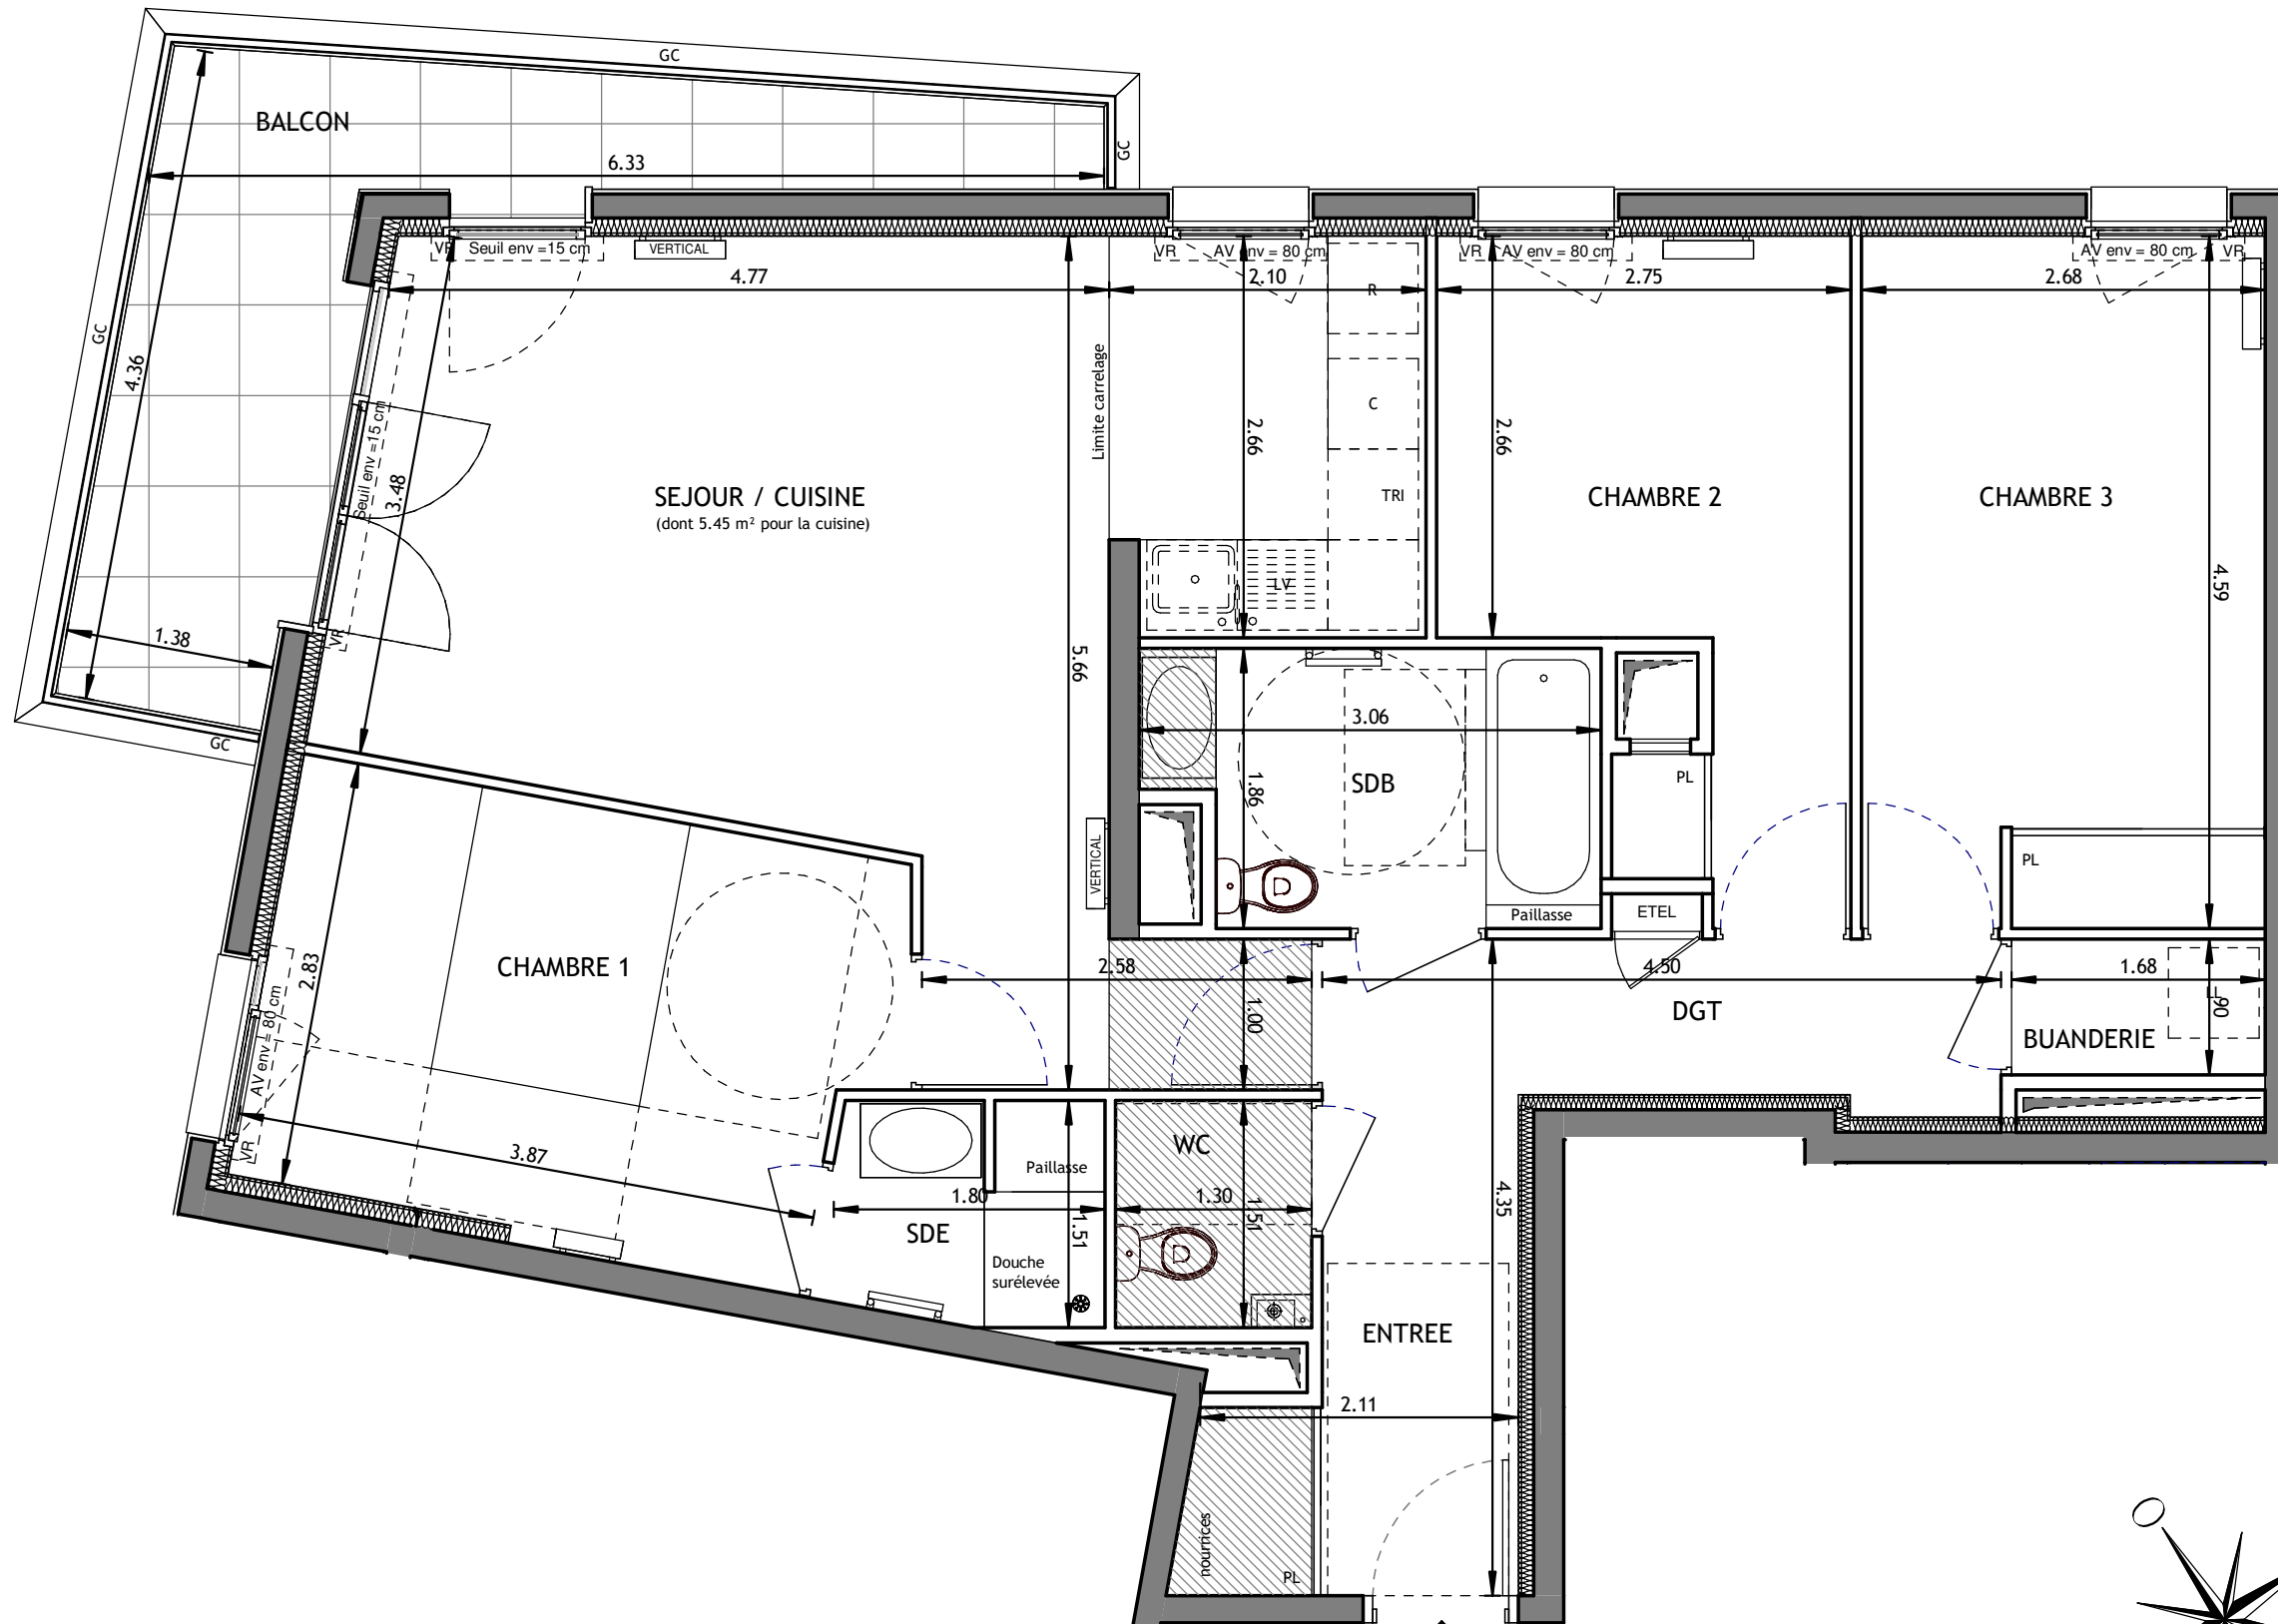 GC
BALCON
GC
6.33
VR
Seuil env =15 cm
VERTICAL
VR
AV env = 80 cm
VR
AV env = 80 cm
AV env = 80 cm
VR
4.77
2.10
2.75
2.68
R
GC
4.36
Seuil env =15 cm
3.48
Limite carrelage
C
2.66
2.66
SEJOUR / CUISINE
(dont 5.45 m² pour la cuisine)
TRI
CHAMBRE 2
CHAMBRE 3
4.59
LV
1.38
VR
5.66
GC
3.06
SDB
1.86
PL
VERTICAL
PL
Paillasse
ETEL
CHAMBRE 1
2.83
2.58
4.50
1.68
AV env = 80 cm
1.00
DGT
LL
90
BUANDERIE
VR
3.87
WC
Paillasse
1.80
1.30
1.51
1.51
4.35
SDE
Douche
surélevée
ENTREE
2.11
nourrices
PL